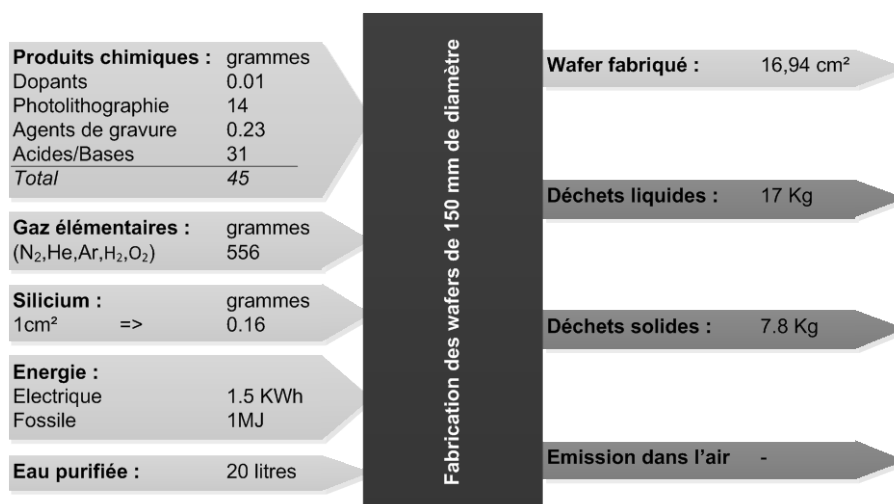 Produits chimiques : grammes
Dopants 0.01
Photolithographie 14
Agents de gravure 0.23
Acides/Bases 31
Total 45
Gaz élémentaires : grammes
(N₂,He,Ar,H₂,O₂) 556
Silicium : grammes
1cm² => 0.16
Energie :
Electrique 1.5 KWh
Fossile 1MJ
Eau purifiée : 20 litres
Fabrication des wafers de 150 mm de diamètre
Wafer fabriqué : 16,94 cm²
Déchets liquides : 17 Kg
Déchets solides : 7.8 Kg
Emission dans l'air -